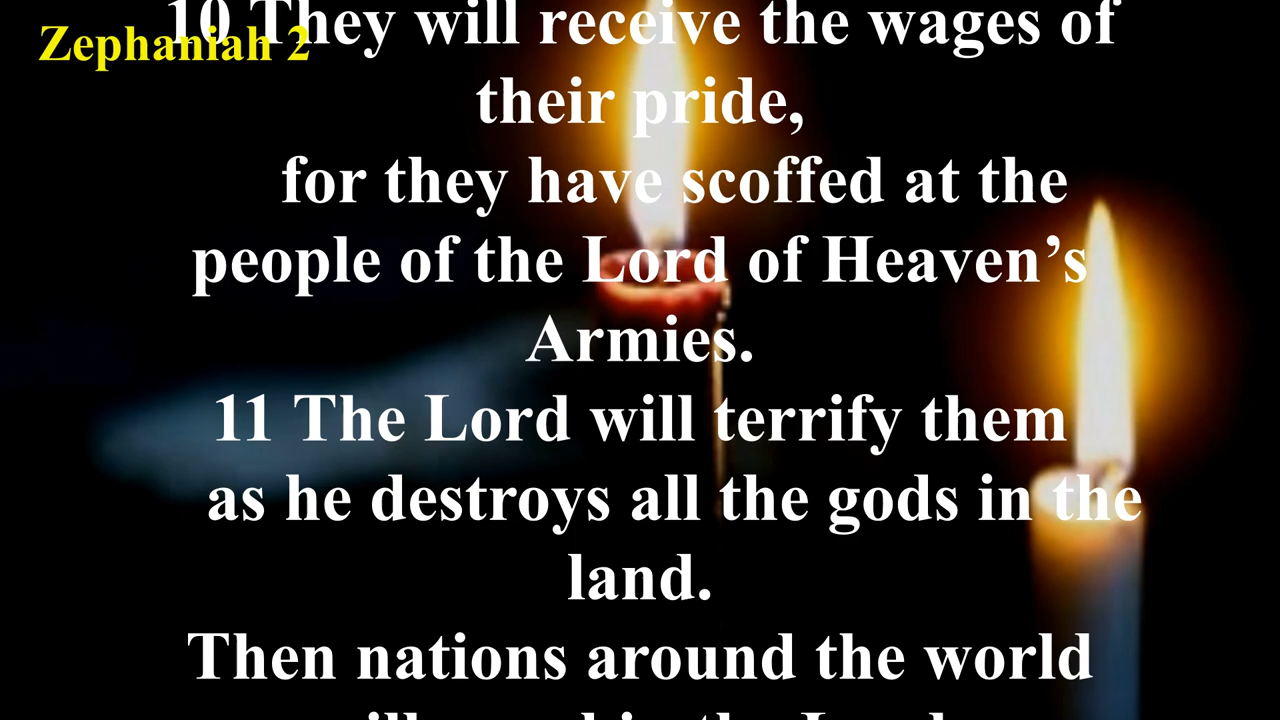 Zephaniah 2
10 They will receive the wages of
their pride,
for they have scoffed at the
people of the Lord of Heaven’s
Armies.
11 The Lord will terrify them
as he destroys all the gods in the
land.
Then nations around the world
the Lord